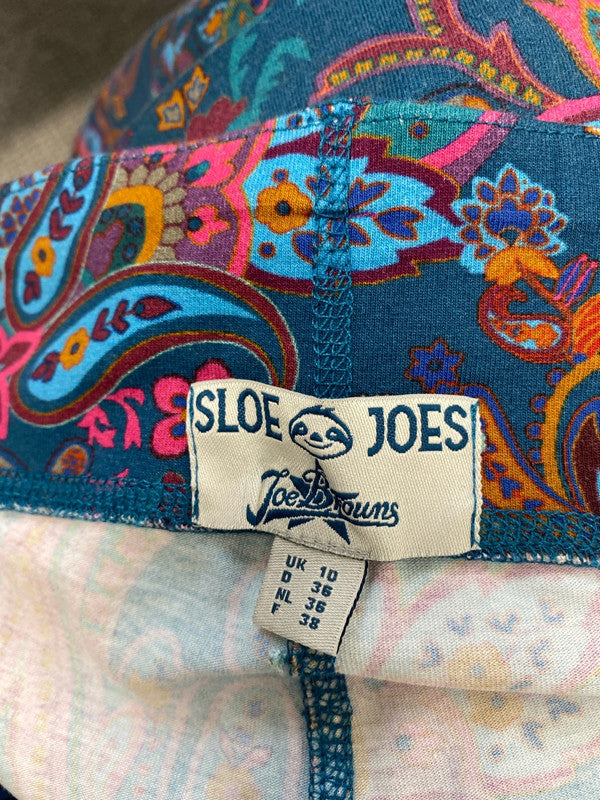 SLOE JOES
Joe Browns
UK 10
D 36
NL 36
F 38